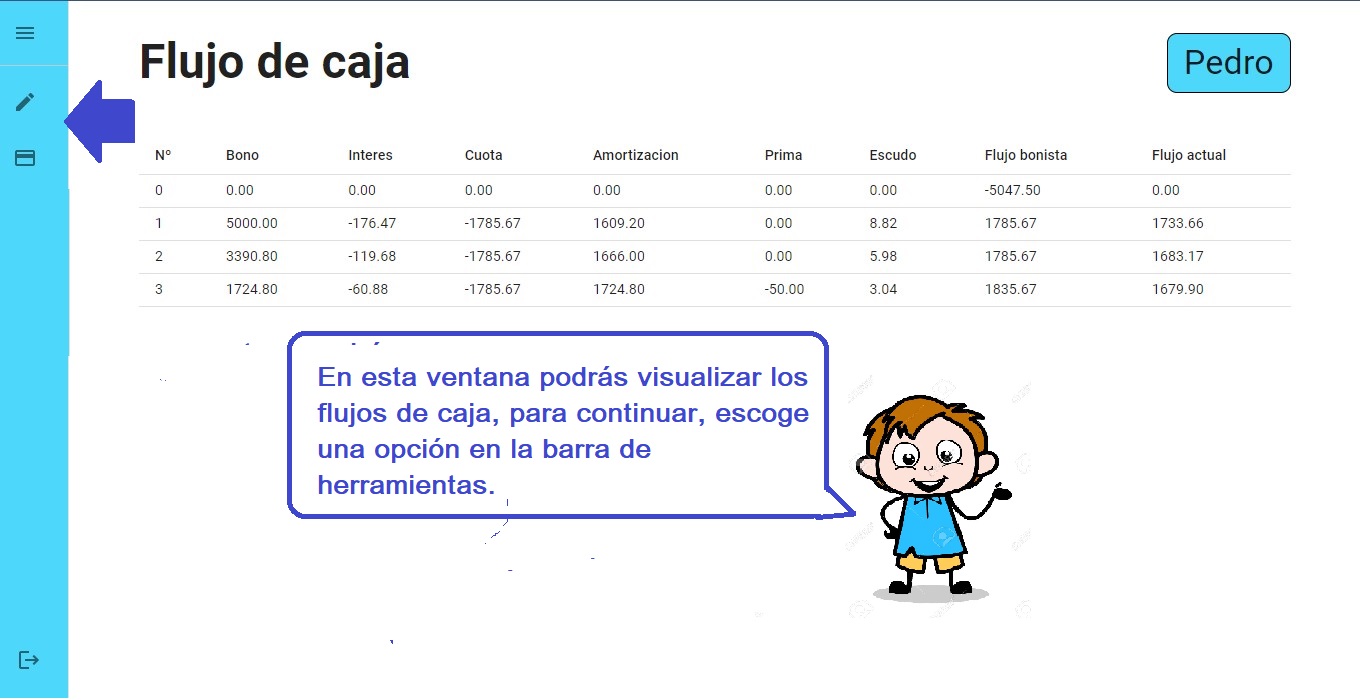 Flujo de caja
Pedro
Nº Bono Interes Cuota Amortizacion Prima Escudo Flujo bonista Flujo actual
0 0.00 0.00 0.00 0.00 0.00 0.00 -5047.50 0.00
1 5000.00 -176.47 -1785.67 1609.20 0.00 8.82 1785.67 1733.66
2 3390.80 -119.68 -1785.67 1666.00 0.00 5.98 1785.67 1683.17
3 1724.80 -60.88 -1785.67 1724.80 -50.00 3.04 1835.67 1679.90
En esta ventana podrás visualizar los
flujos de caja, para continuar, escoge
una opción en la barra de
herramientas.